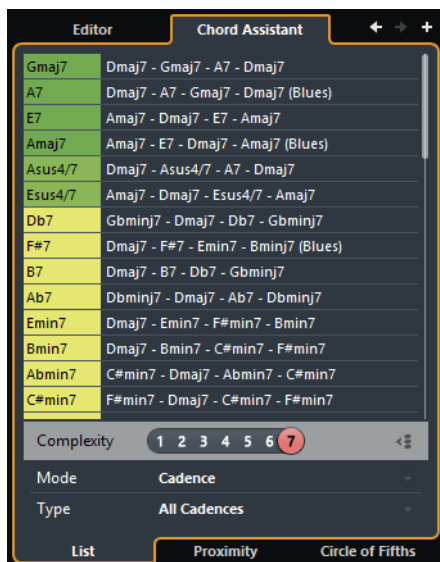 Editor Chord Assistant
Gmaj7 Dmaj7 - Gmaj7 - A7 - Dmaj7
A7 Dmaj7 - A7 - Gmaj7 - Dmaj7 (Blues)
E7 Amaj7 - Dmaj7 - E7 - Amaj7
Amaj7 Amaj7 - E7 - Dmaj7 - Amaj7 (Blues)
Asus4/7 Dmaj7 - Asus4/7 - A7 - Dmaj7
Esus4/7 Amaj7 - Dmaj7 - Esus4/7 - Amaj7
Db7 Gbminj7 - Dmaj7 - Db7 - Gbminj7
F#7 Dmaj7 - F#7 - Emin7 - Bminj7 (Blues)
B7 Dmaj7 - B7 - Db7 - Gbminj7
Ab7 Dbminj7 - Dmaj7 - Ab7 - Dbminj7
Emin7 Dmaj7 - Emin7 - F#min7 - Bmin7
Bmin7 Dmaj7 - Bmin7 - C#min7 - F#min7
Abmin7 C#min7 - Dmaj7 - Abmin7 - C#min7
C#min7 F#min7 - Dmaj7 - C#min7 - F#min7
Complexity 1 2 3 4 5 6 7
Mode Cadence
Type All Cadences
List Proximity Circle of Fifths